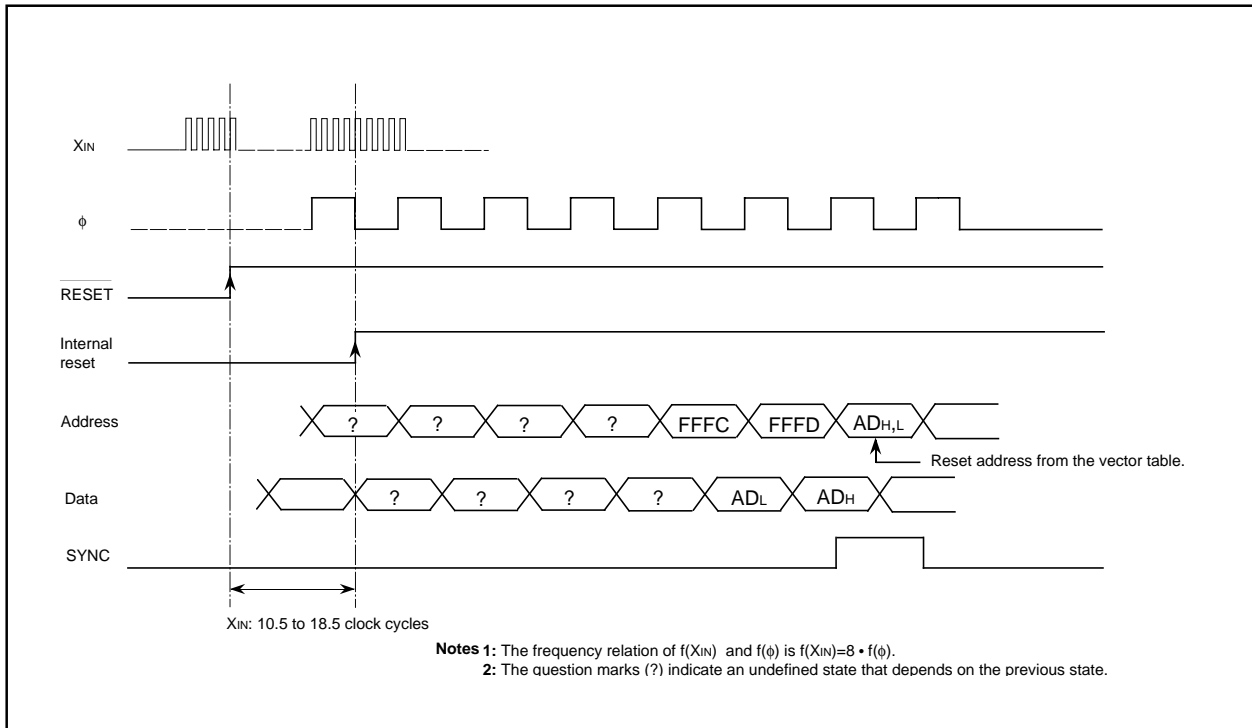 XIN
ϕ
RESET
Internal
reset
Address
? ? ? ? FFFC FFFD ADH,L
Reset address from the vector table.
Data
? ? ? ? ADL ADH
SYNC
XIN: 10.5 to 18.5 clock cycles
Notes 1: The frequency relation of f(XIN) and f(ϕ) is f(XIN)=8 • f(ϕ).
2: The question marks (?) indicate an undefined state that depends on the previous state.